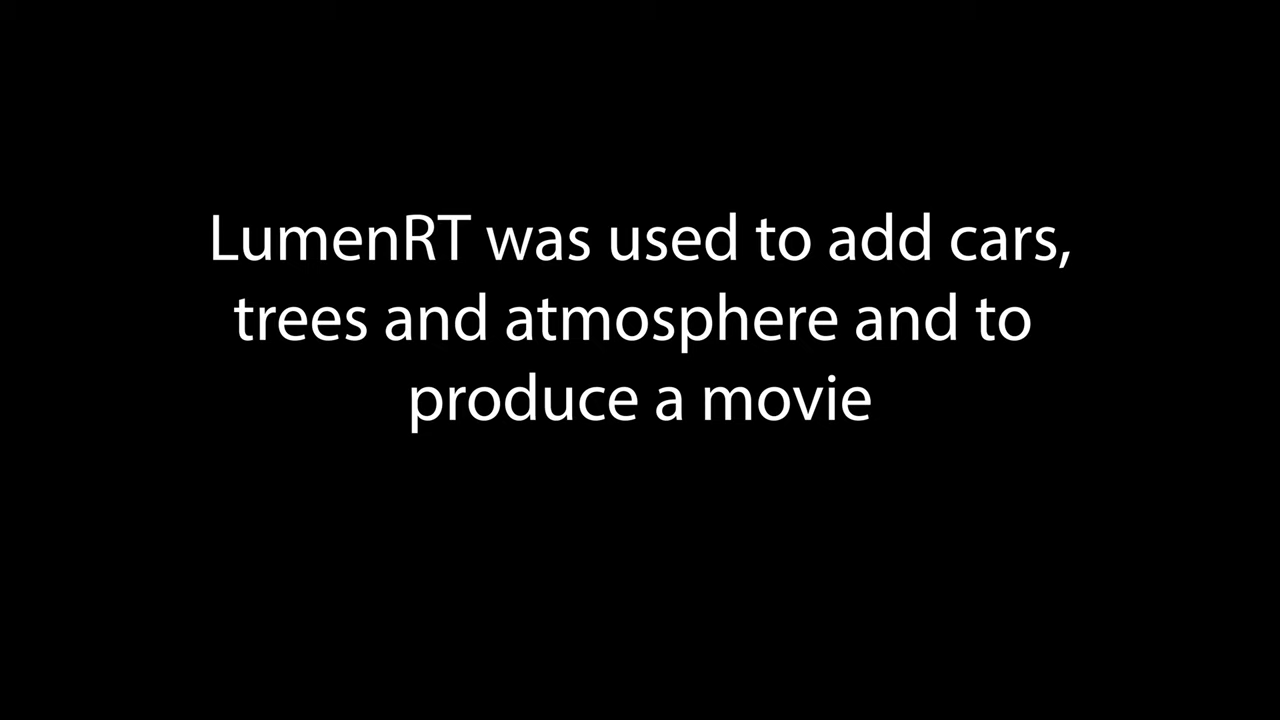 LumenRT was used to add cars,
trees and atmosphere and to
produce a movie